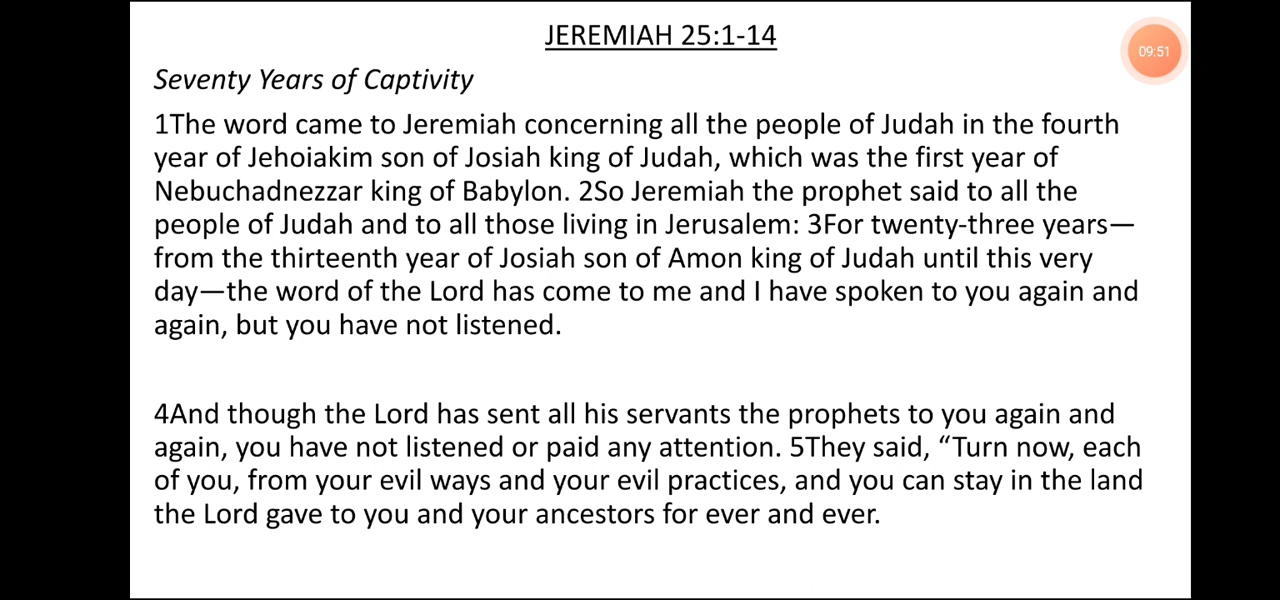 JEREMIAH 25:1-14
09:51
Seventy Years of Captivity
1The word came to Jeremiah concerning all the people of Judah in the fourth
year of Jehoiakim son of Josiah king of Judah, which was the first year of
Nebuchadnezzar king of Babylon. 2So Jeremiah the prophet said to all the
people of Judah and to all those living in Jerusalem: 3For twenty-three years—
from the thirteenth year of Josiah son of Amon king of Judah until this very
day—the word of the Lord has come to me and I have spoken to you again and
again, but you have not listened.
4And though the Lord has sent all his servants the prophets to you again and
again, you have not listened or paid any attention. 5They said, “Turn now, each
of you, from your evil ways and your evil practices, and you can stay in the land
the Lord gave to you and your ancestors for ever and ever.